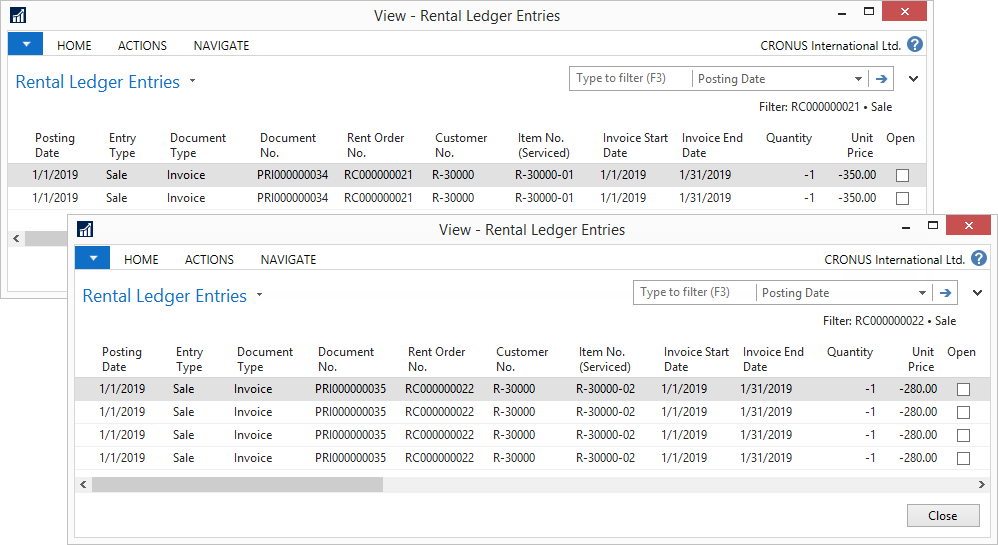 View - Rental Ledger Entries
HOME ACTIONS NAVIGATE CRONUS International Ltd. ?
Rental Ledger Entries Type to filter (F3) Posting Date
Filter: RC000000021 • Sale
Posting Entry Document Document Rent Order Customer Item No. Invoice Start Invoice End Quantity Unit Open
Date Type Type No. No. No. (Serviced) Date Date Price
1/1/2019 Sale Invoice PRI000000034 RC000000021 R-30000 R-30000-01 1/1/2019 1/31/2019 -1 -350.00
1/1/2019 Sale Invoice PRI000000034 RC000000021 R-30000 R-30000-01 1/1/2019 1/31/2019 -1 -350.00
View - Rental Ledger Entries
HOME ACTIONS NAVIGATE CRONUS International Ltd. ?
Rental Ledger Entries Type to filter (F3) Posting Date
Filter: RC000000022 • Sale
Posting Entry Document Document Rent Order Customer Item No. Invoice Start Invoice End Quantity Unit Open
Date Type Type No. No. No. (Serviced) Date Date Price
1/1/2019 Sale Invoice PRI000000035 RC000000022 R-30000 R-30000-02 1/1/2019 1/31/2019 -1 -280.00
1/1/2019 Sale Invoice PRI000000035 RC000000022 R-30000 R-30000-02 1/1/2019 1/31/2019 -1 -280.00
1/1/2019 Sale Invoice PRI000000035 RC000000022 R-30000 R-30000-02 1/1/2019 1/31/2019 -1 -280.00
1/1/2019 Sale Invoice PRI000000035 RC000000022 R-30000 R-30000-02 1/1/2019 1/31/2019 -1 -280.00
Close